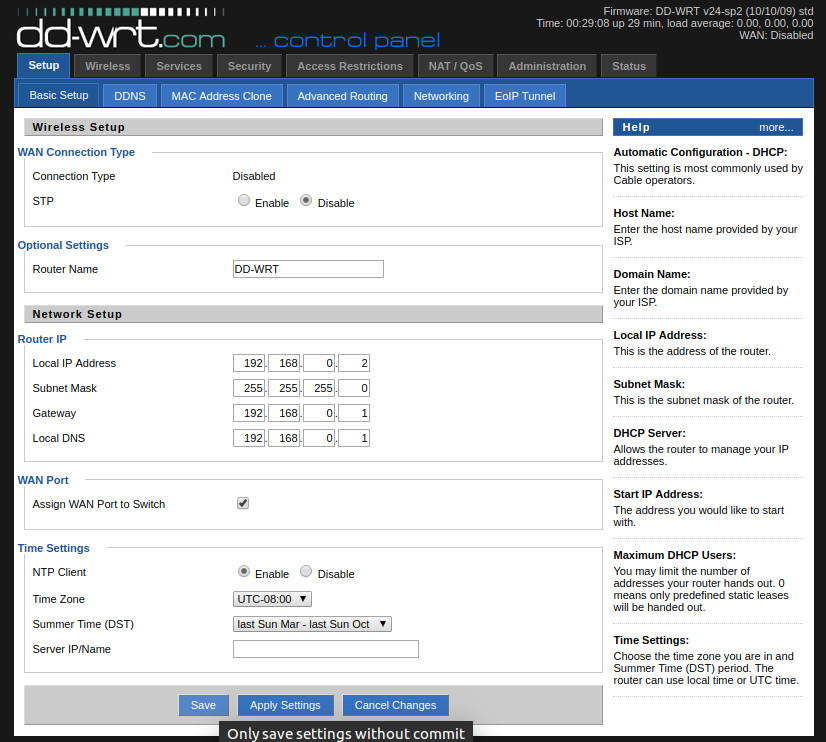 Firmware: DD-WRT v24-sp2 (10/10/09) std
Time: 00:29:08 up 29 min, load average: 0.00, 0.00, 0.00
WAN: Disabled
dd-wrt.com ... control panel
Setup Wireless Services Security Access Restrictions NAT / QoS Administration Status
Basic Setup DDNS MAC Address Clone Advanced Routing Networking EoIP Tunnel
Wireless Setup
WAN Connection Type
Connection Type Disabled
STP Enable Disable
Optional Settings
Router Name DD-WRT
Network Setup
Router IP
Local IP Address 192. 168. 0. 2
Subnet Mask 255. 255. 255. 0
Gateway 192. 168. 0. 1
Local DNS 192. 168. 0. 1
WAN Port
Assign WAN Port to Switch
Time Settings
NTP Client Enable Disable
Time Zone UTC-08:00
Summer Time (DST) last Sun Mar - last Sun Oct
Server IP/Name
Save Apply Settings Cancel Changes
Only save settings without commit
Help more...
Automatic Configuration - DHCP:
This setting is most commonly used by
Cable operators.
Host Name:
Enter the host name provided by your
ISP.
Domain Name:
Enter the domain name provided by
your ISP.
Local IP Address:
This is the address of the router.
Subnet Mask:
This is the subnet mask of the router.
DHCP Server:
Allows the router to manage your IP
addresses.
Start IP Address:
The address you would like to start
with.
Maximum DHCP Users:
You may limit the number of
addresses your router hands out. 0
means only predefined static leases
will be handed out.
Time Settings:
Choose the time zone you are in and
Summer Time (DST) period. The
router can use local time or UTC time.